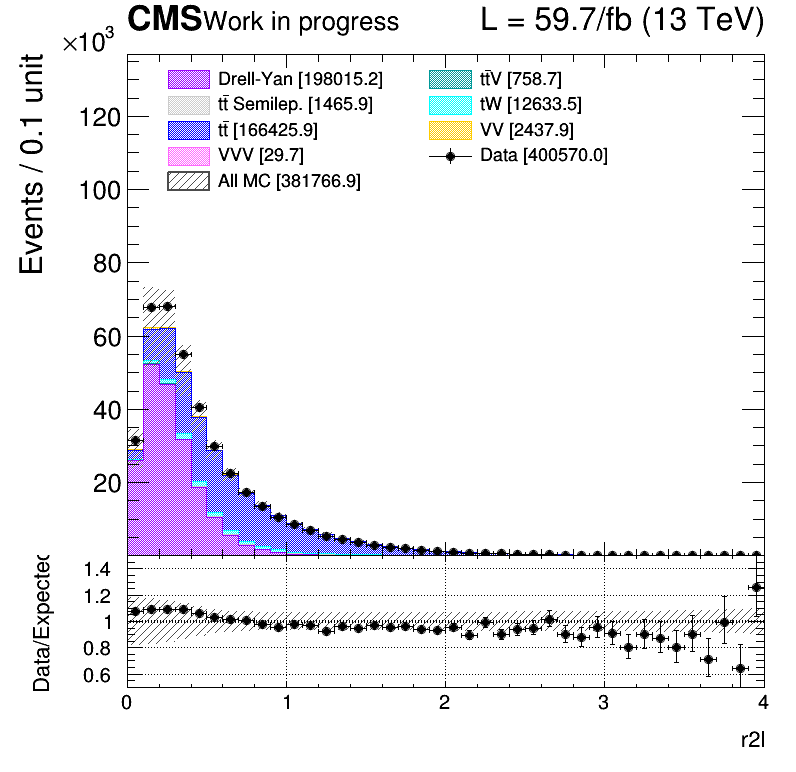 CMS Work in progress L = 59.7/fb (13 TeV)
×10³
Events / 0.1 unit
Drell-Yan [198015.2]
tt̄ Semilep. [1465.9]
tt̄ [166425.9]
VVV [29.7]
All MC [381766.9]
tt̄V [758.7]
tW [12633.5]
VV [2437.9]
Data [400570.0]
120
100
80
60
40
20
Data/Expected
1.4
1.2
1
0.8
0.6
0 1 2 3 4
r2l